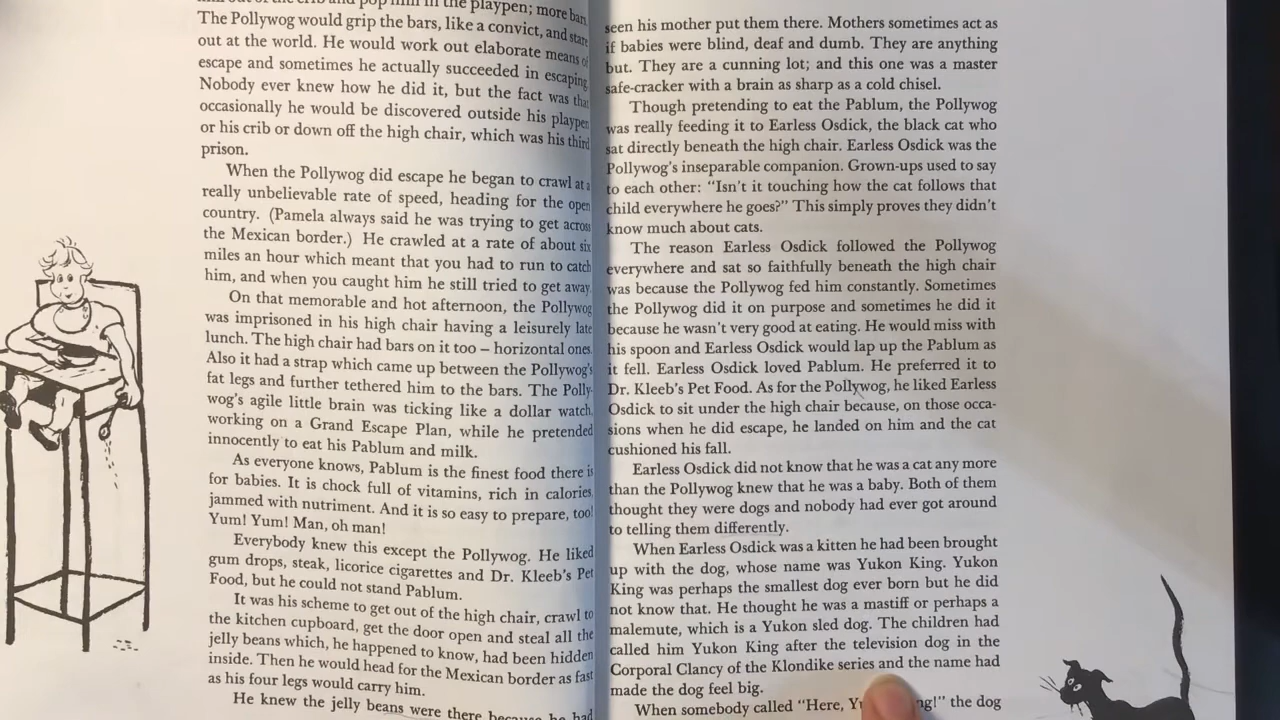 him out of the crib and pop him in the playpen; more bars.
The Pollywog would grip the bars, like a convict, and stare
out at the world. He would work out elaborate means of
escape and sometimes he actually succeeded in escaping.
Nobody ever knew how he did it, but the fact was that
occasionally he would be discovered outside his playpen
or his crib or down off the high chair, which was his third
prison.
When the Pollywog did escape he began to crawl at a
really unbelievable rate of speed, heading for the open
country. (Pamela always said he was trying to get across
the Mexican border.) He crawled at a rate of about six
miles an hour which meant that you had to run to catch
him, and when you caught him he still tried to get away.
On that memorable and hot afternoon, the Pollywog
was imprisoned in his high chair having a leisurely late
lunch. The high chair had bars on it too – horizontal ones.
Also it had a strap which came up between the Pollywog's
fat legs and further tethered him to the bars. The Polly-
wog's agile little brain was ticking like a dollar watch,
working on a Grand Escape Plan, while he pretended
innocently to eat his Pablum and milk.
As everyone knows, Pablum is the finest food there is
for babies. It is chock full of vitamins, rich in calories,
jammed with nutriment. And it is so easy to prepare, too!
Yum! Yum! Man, oh man!
Everybody knew this except the Pollywog. He liked
gum drops, steak, licorice cigarettes and Dr. Kleeb's Pet
Food, but he could not stand Pablum.
It was his scheme to get out of the high chair, crawl to
the kitchen cupboard, get the door open and steal all the
jelly beans which, he happened to know, had been hidden
inside. Then he would head for the Mexican border as fast
as his four legs would carry him.
He knew the jelly beans were there because he had
seen his mother put them there. Mothers sometimes act as
if babies were blind, deaf and dumb. They are anything
but. They are a cunning lot; and this one was a master
safe-cracker with a brain as sharp as a cold chisel.
Though pretending to eat the Pablum, the Pollywog
was really feeding it to Earless Osdick, the black cat who
sat directly beneath the high chair. Earless Osdick was the
Pollywog's inseparable companion. Grown-ups used to say
to each other: "Isn't it touching how the cat follows that
child everywhere he goes?" This simply proves they didn't
know much about cats.
The reason Earless Osdick followed the Pollywog
everywhere and sat so faithfully beneath the high chair
was because the Pollywog fed him constantly. Sometimes
the Pollywog did it on purpose and sometimes he did it
because he wasn't very good at eating. He would miss with
his spoon and Earless Osdick would lap up the Pablum as
it fell. Earless Osdick loved Pablum. He preferred it to
Dr. Kleeb's Pet Food. As for the Pollywog, he liked Earless
Osdick to sit under the high chair because, on those occa-
sions when he did escape, he landed on him and the cat
cushioned his fall.
Earless Osdick did not know that he was a cat any more
than the Pollywog knew that he was a baby. Both of them
thought they were dogs and nobody had ever got around
to telling them differently.
When Earless Osdick was a kitten he had been brought
up with the dog, whose name was Yukon King. Yukon
King was perhaps the smallest dog ever born but he did
not know that. He thought he was a mastiff or perhaps a
malemute, which is a Yukon sled dog. The children had
called him Yukon King after the television dog in the
Corporal Clancy of the Klondike series and the name had
made the dog feel big.
When somebody called "Here, the dog